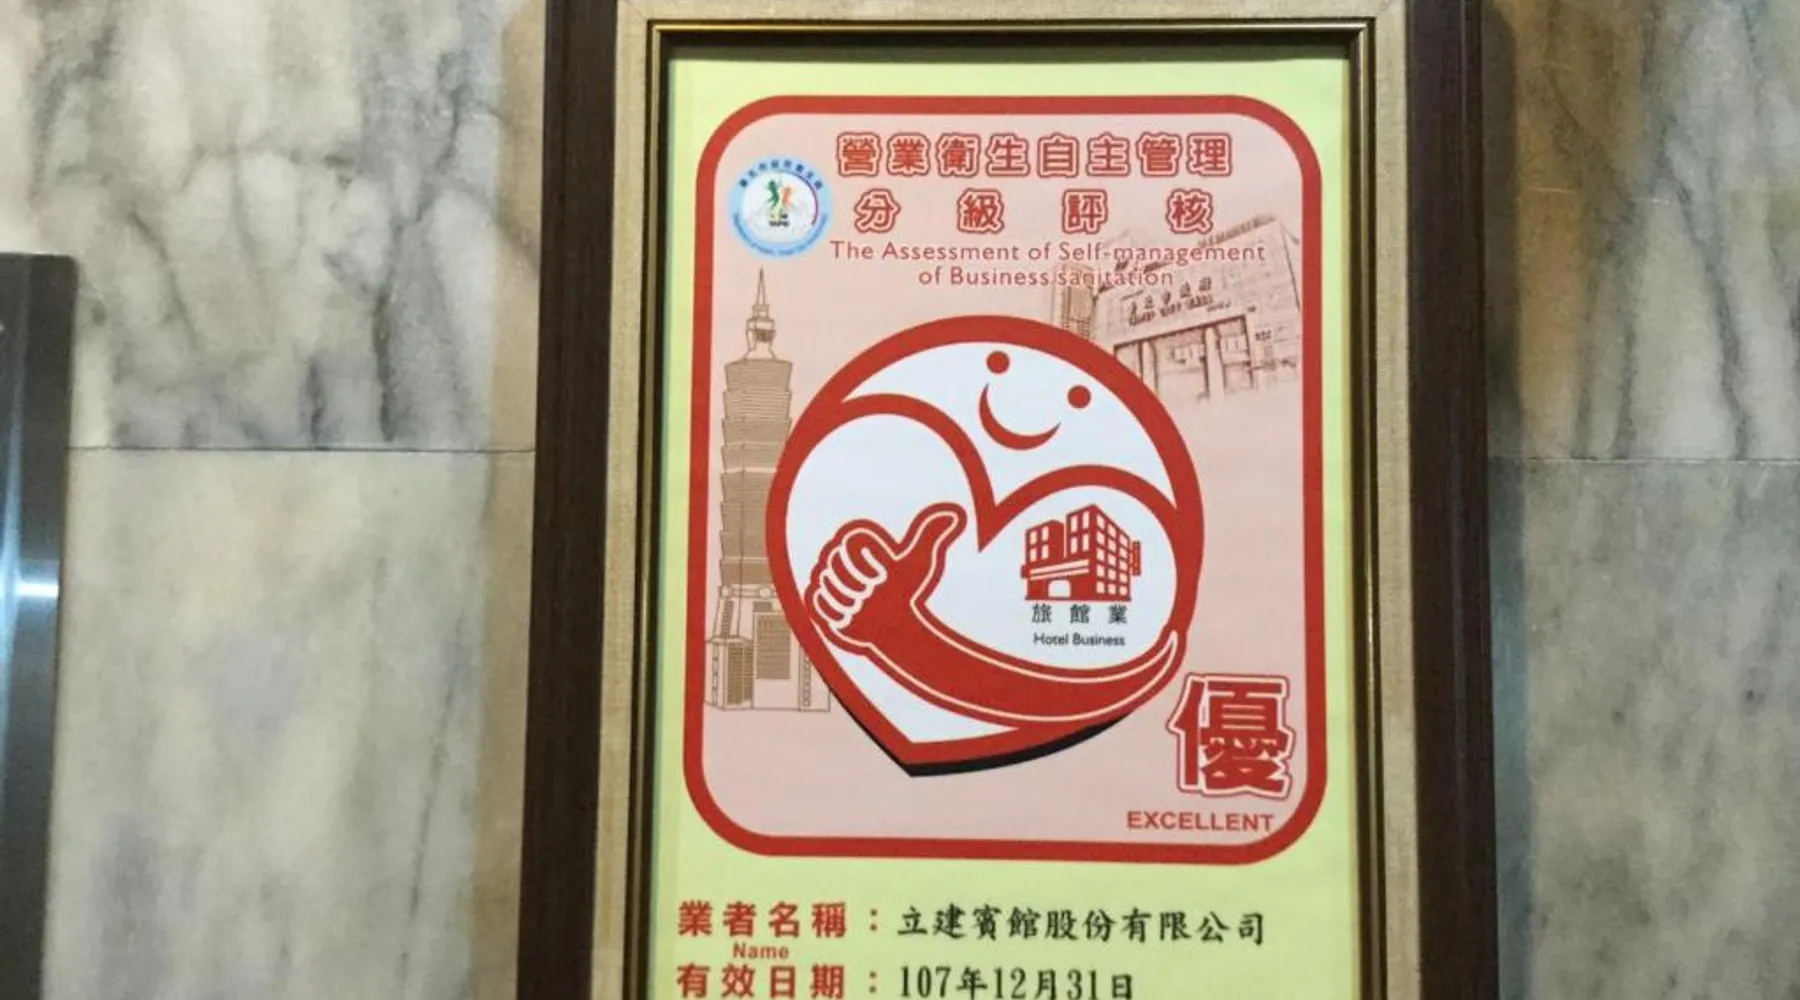 營業衛生自主管理
分級評核
The Assessment of Self-management
of Business sanitation
旅館業
Hotel Business
優
EXCELLENT
業者名稱：立建賓館股份有限公司
Name
有效日期：107年12月31日